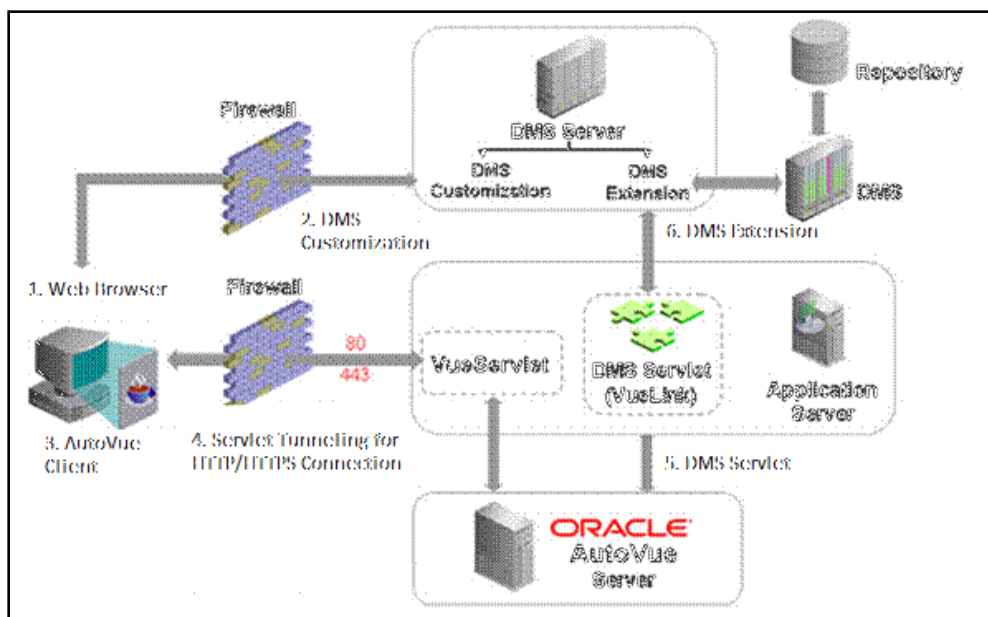 Repository
Firewall
DMS Server
DMS
Customization
DMS
Extension
DMS
2. DMS
Customization
6. DMS Extension
1. Web Browser
Firewall
80
443
VueServlet
DMS Servlet
(VueLink)
Application
Server
3. AutoVue
Client
4. Servlet Tunneling for
HTTP/HTTPS Connection
5. DMS Servlet
ORACLE
AutoVue
Server